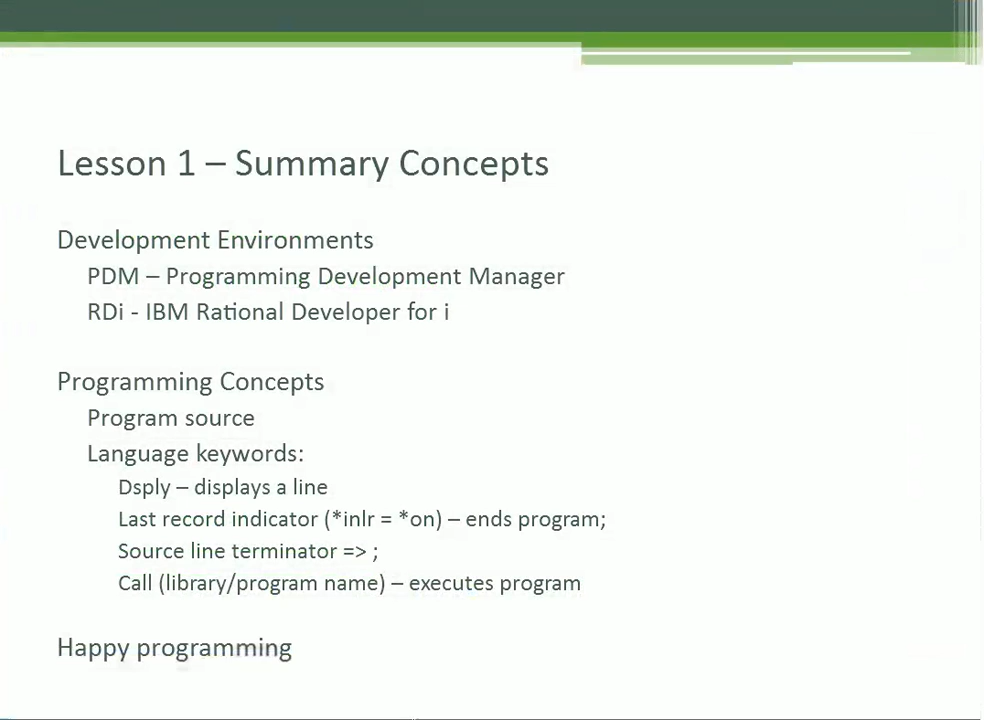 Lesson 1 – Summary Concepts
Development Environments
PDM – Programming Development Manager
RDi - IBM Rational Developer for i
Programming Concepts
Program source
Language keywords:
Dsply – displays a line
Last record indicator (*inlr = *on) – ends program;
Source line terminator => ;
Call (library/program name) – executes program
Happy programming